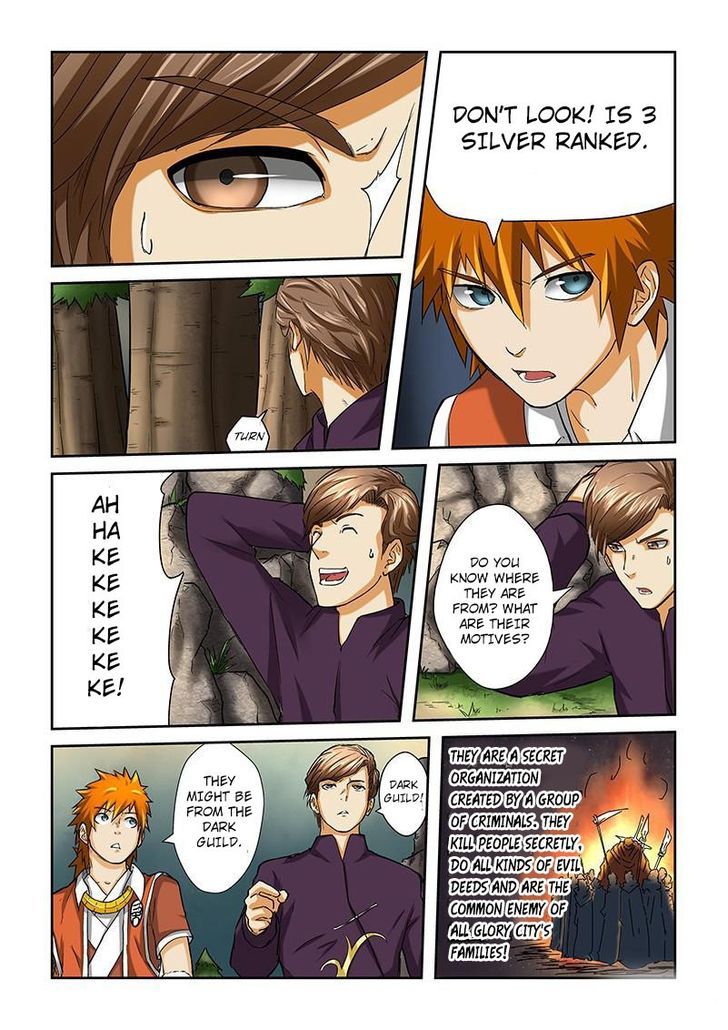 DON'T LOOK! IS 3
SILVER RANKED.
TURN
AH
HA
KE
KE
KE
KE
KE
KE!
DO YOU
KNOW WHERE
THEY ARE
FROM? WHAT
ARE THEIR
MOTIVES?
THEY
MIGHT BE
FROM THE
DARK
GUILD.
DARK
GUILD!
THEY ARE A SECRET
ORGANIZATION
CREATED BY A GROUP
OF CRIMINALS. THEY
KILL PEOPLE SECRETLY,
DO ALL KINDS OF EVIL
DEEDS AND ARE THE
COMMON ENEMY OF
ALL GLORY CITY'S
FAMILIES!